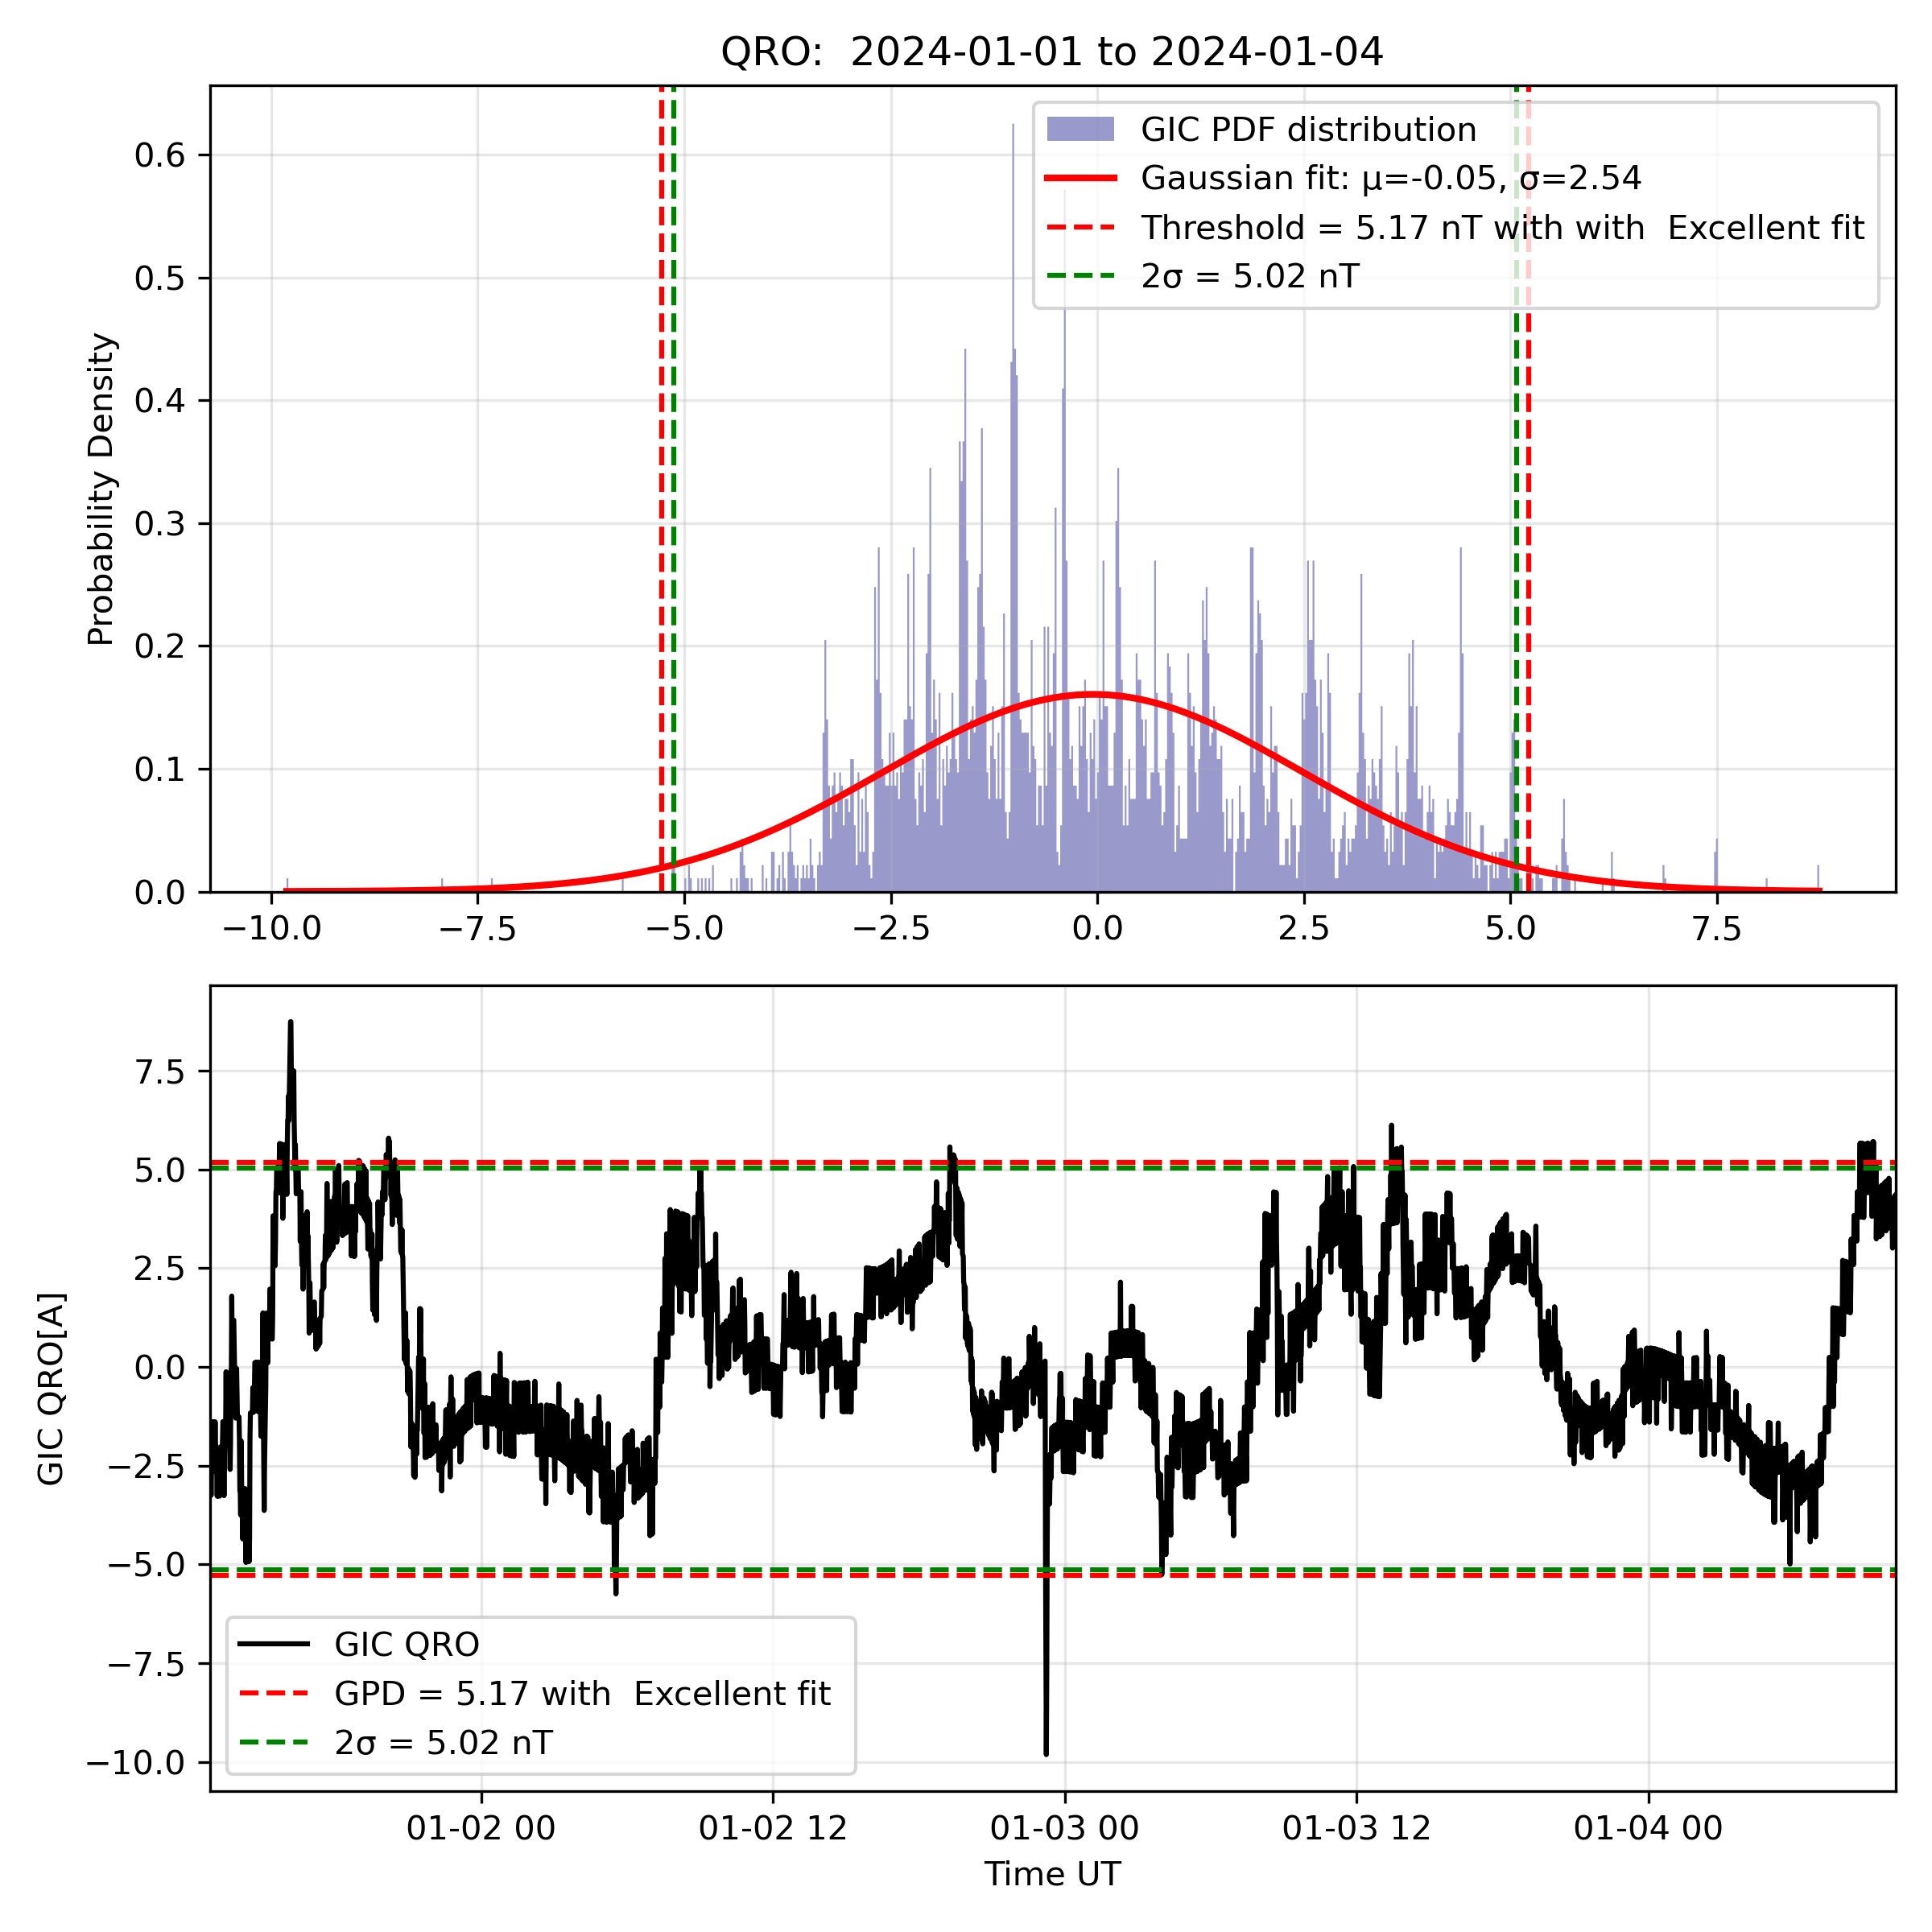 QRO:  2024-01-01 to 2024-01-04
GIC PDF distribution
Gaussian fit: μ=-0.05, σ=2.54
Threshold = 5.17 nT with with  Excellent fit
2σ = 5.02 nT
Probability Density
0.6
0.5
0.4
0.3
0.2
0.1
0.0
−10.0 −7.5 −5.0 −2.5 0.0 2.5 5.0 7.5
GIC QRO[A]
7.5
5.0
2.5
0.0
−2.5
−5.0
−7.5
−10.0
GIC QRO
GPD = 5.17 with  Excellent fit
2σ = 5.02 nT
01-02 00 01-02 12 01-03 00 01-03 12 01-04 00
Time UT